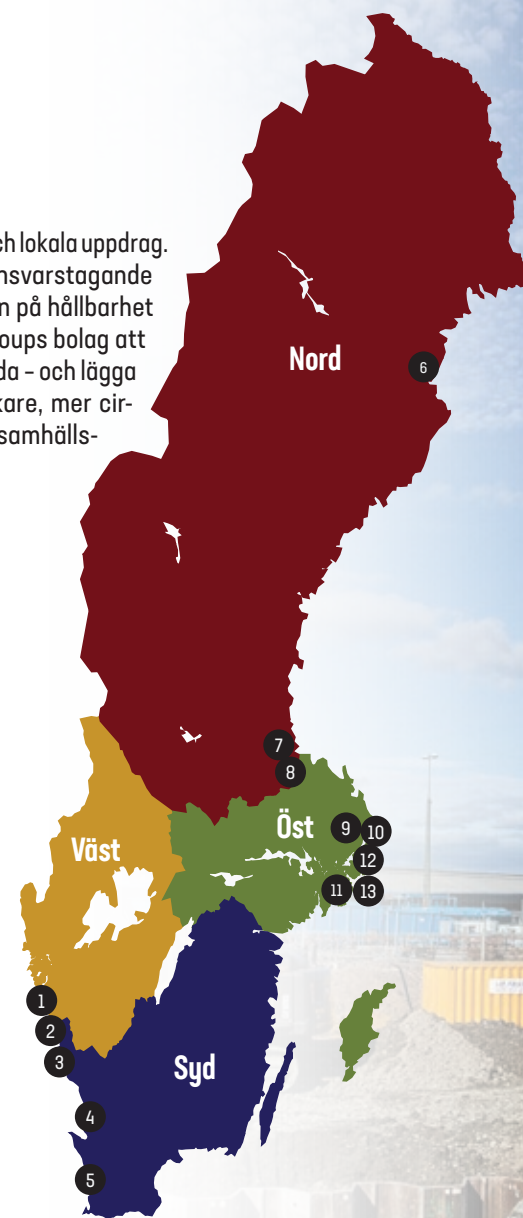 ch lokala uppdrag.
nsvarstagande
n på hållbarhet
oups bolag att
da – och lägga
kare, mer cir-
samhälls-
Nord
6
7
8
Öst
9
10
Väst
12
11
13
1
2
3
Syd
4
5